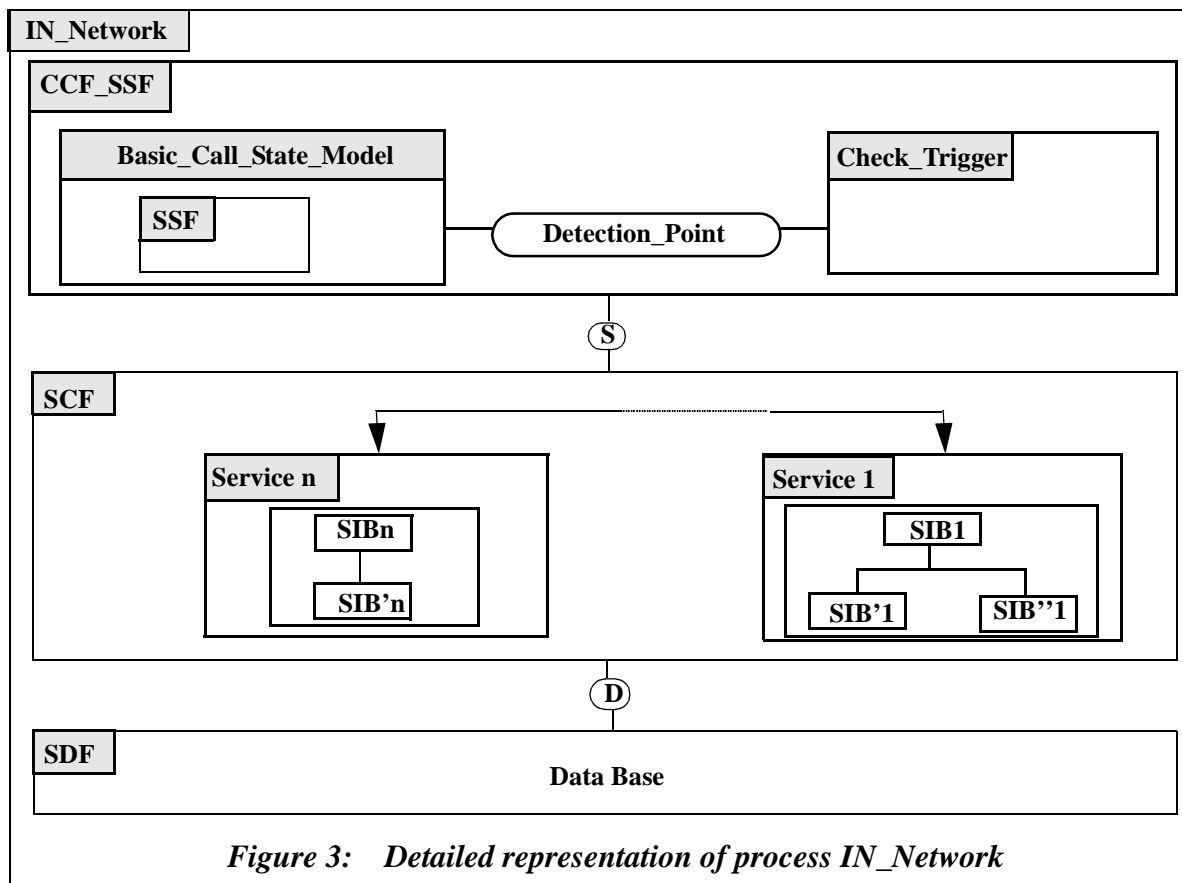 IN_Network
CCF_SSF
Basic_Call_State_Model
Check_Trigger
SSF
Detection_Point
S
SCF
Service n
Service 1
SIBn
SIB1
SIB’n
SIB’1
SIB’’1
D
SDF
Data Base
Figure 3: Detailed representation of process IN_Network